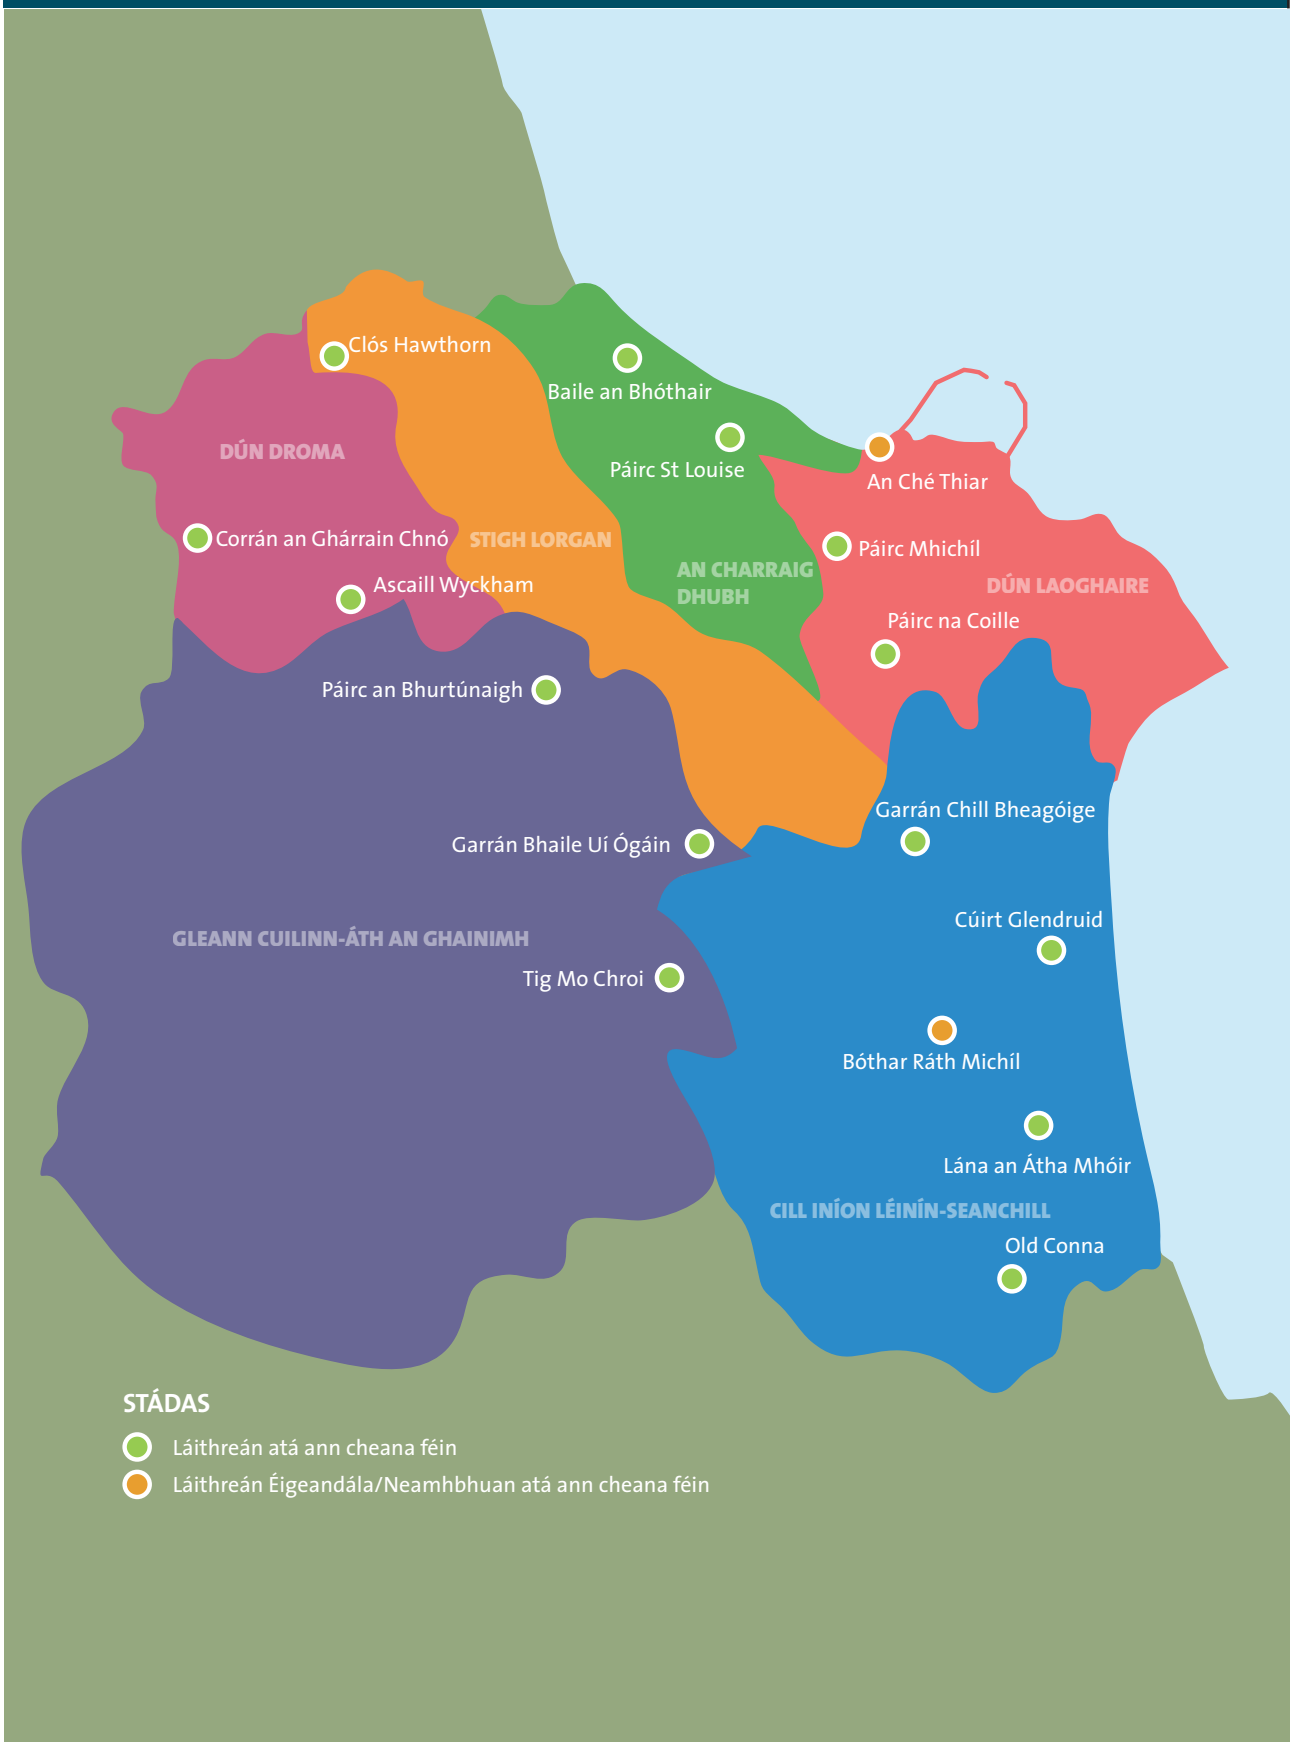 Clós Hawthorn
Baile an Bhóthair
DÚN DROMA
Páirc St Louise
An Ché Thiar
Corrán an Ghárrain Chnó
STIGH LORGAN
Páirc Mhichíl
AN CHARRAIG
DHUBH
Ascaill Wyckham
DÚN LAOGHAIRE
Páirc na Coille
Páirc an Bhurtúnaigh
Garrán Chill Bheagóige
Garrán Bhaile Uí Ógáin
Cúirt Glendruid
GLEANN CUILINN-ÁTH AN GHAINIMH
Tig Mo Chroi
Bóthar Ráth Michíl
Lána an Átha Mhóir
CILL INÍON LÉINÍN-SEANCHILL
Old Conna
STÁDAS
Láithreán atá ann cheana féin
Láithreán Éigeandála/Neamhbhuan atá ann cheana féin